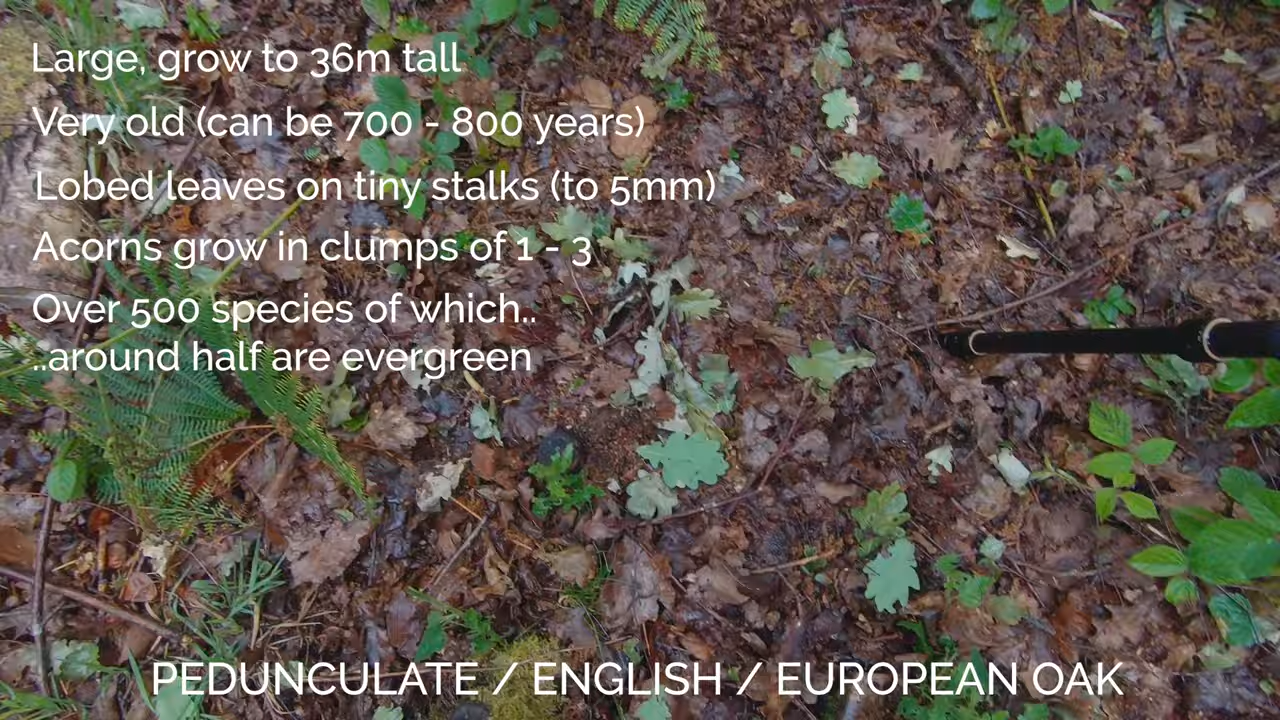 Large, grow to 36m tall
Very old (can be 700 - 800 years)
Lobed leaves on tiny stalks (to 5mm)
Acorns grow in clumps of 1 - 3
Over 500 species of which..
..around half are evergreen
PEDUNCULATE / ENGLISH / EUROPEAN OAK